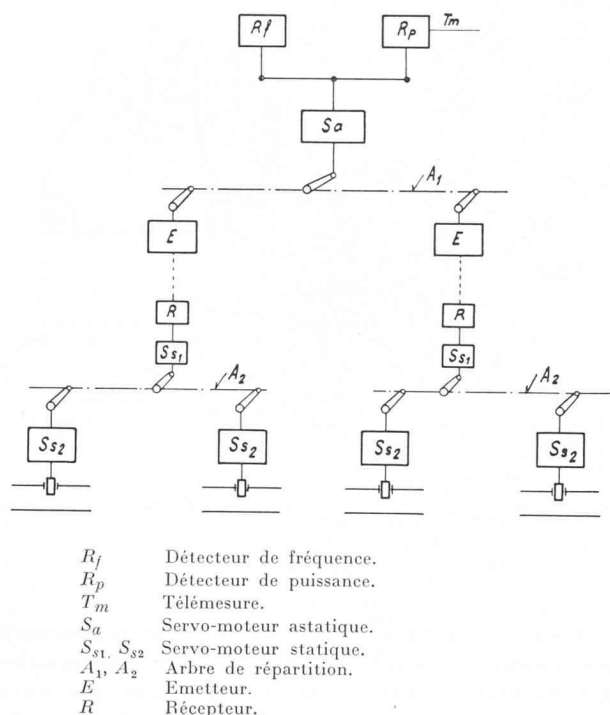 Rf Rp Tm
Sa
A1
E E
R R
Ss1 Ss1
A2 A2
Ss2 Ss2 Ss2 Ss2
Rf Détecteur de fréquence.
Rp Détecteur de puissance.
Tm Télémesure.
Sa Servo-moteur astatique.
Ss1. Ss2 Servo-moteur statique.
A1, A2 Arbre de répartition.
E Emetteur.
R Récepteur.